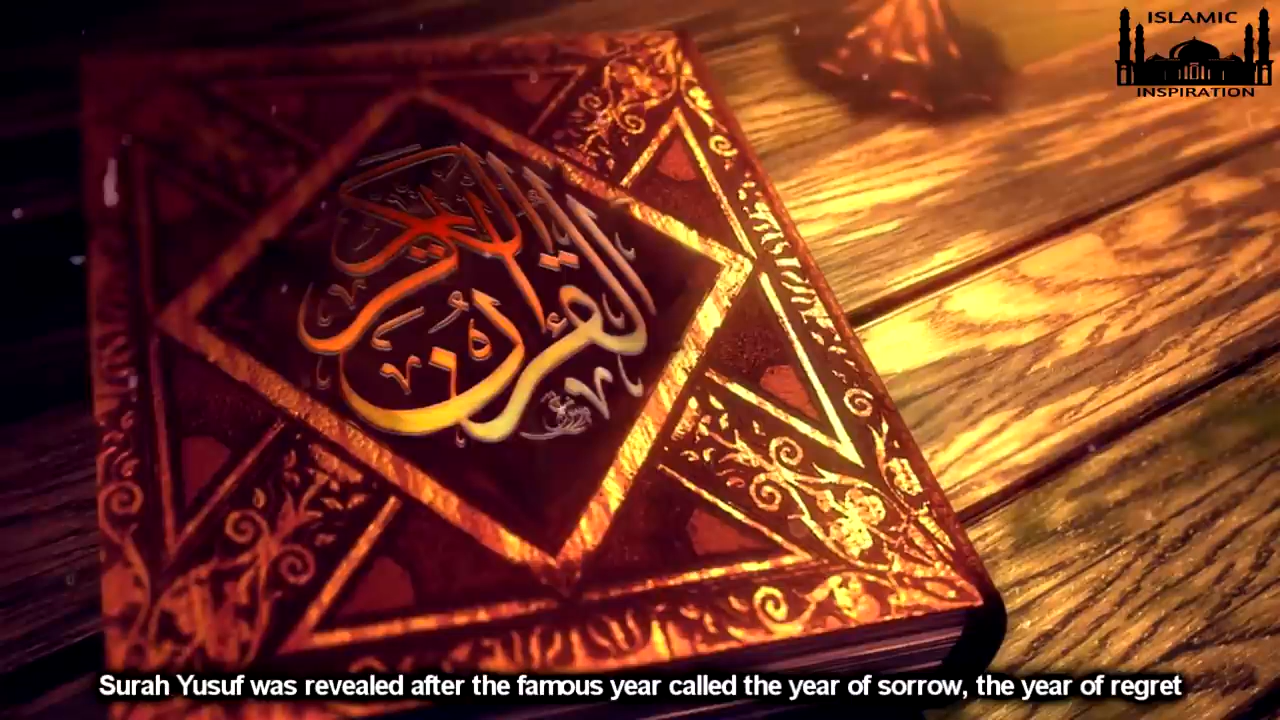 ISLAMIC
INSPIRATION
القرآن الكريم
Surah Yusuf was revealed after the famous year called the year of sorrow, the year of regret